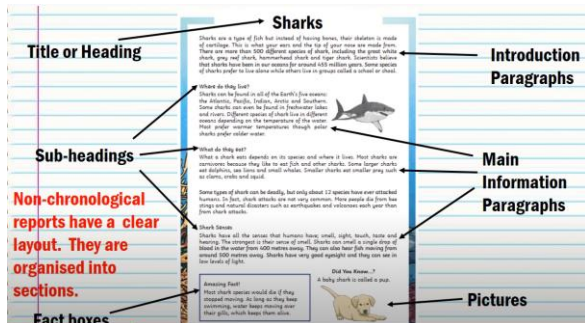 Sharks
Title or Heading
Sharks are a type of fish but instead of having bones, their skeleton is made
of cartilage. This is what your ears and the tip of your nose are made from.
There are more than 500 different species of shark, including the great white
shark, grey reef shark, hammerhead shark and tiger shark. Scientists believe
that sharks have been in our oceans for around 455 million years. Some species
of sharks prefer to live alone while others live in groups called a school or shoal.
Introduction
Paragraphs
Where do they live?
Sharks can be found in all of the Earth's five oceans:
the Atlantic, Pacific, Indian, Arctic and Southern.
Some sharks can even be found in freshwater lakes
and rivers. Different species of shark live in different
oceans depending on the temperature of the water.
Most prefer warmer temperatures though polar
sharks prefer colder water.
Sub-headings
What do they eat?
What a shark eats depends on its species and where it lives. Most sharks are
carnivores because they like to eat fish and other sharks. Some larger sharks
eat dolphins, sea lions and small whales. Smaller sharks eat smaller prey such
as clams, crabs and squid.
Some types of shark can be deadly, but only about 12 species have ever attacked
humans. In fact, shark attacks are not very common. More people die from bee
stings and natural disasters such as earthquakes and volcanoes each year than
from shark attacks.
Main
Information
Paragraphs
Non-chronological
reports have a clear
layout. They are
organised into
sections.
Shark Senses
Sharks have all the senses that humans have; smell, sight, touch, taste and
hearing. The strongest is their sense of smell. Sharks can smell a single drop of
blood in the water from 400 metres away. They can also hear fish moving from
around 500 metres away. Sharks have very good eyesight and they can see in
low levels of light.
Amazing Fact!
Most shark species would die if they
stopped moving. As long as they keep
swimming, water keeps moving over
their gills, which keeps them alive.
Did You Know...?
A baby shark is called a pup.
Pictures
Fact boxes